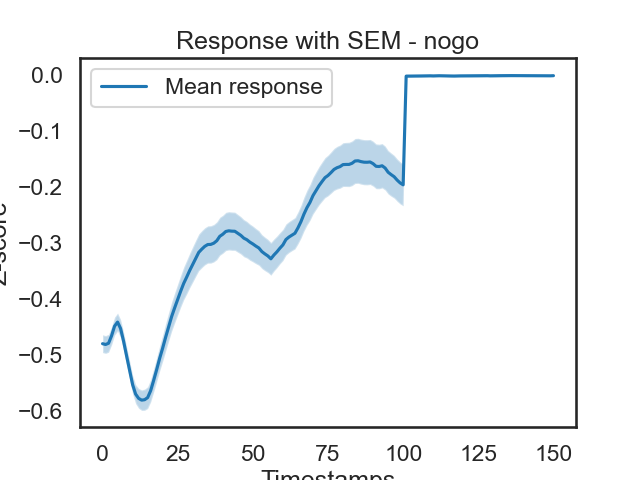 Response with SEM - nogo
Mean response
0.0
−0.1
−0.2
−0.3
−0.4
−0.5
−0.6
Z-score
0 25 50 75 100 125 150
Timestamps